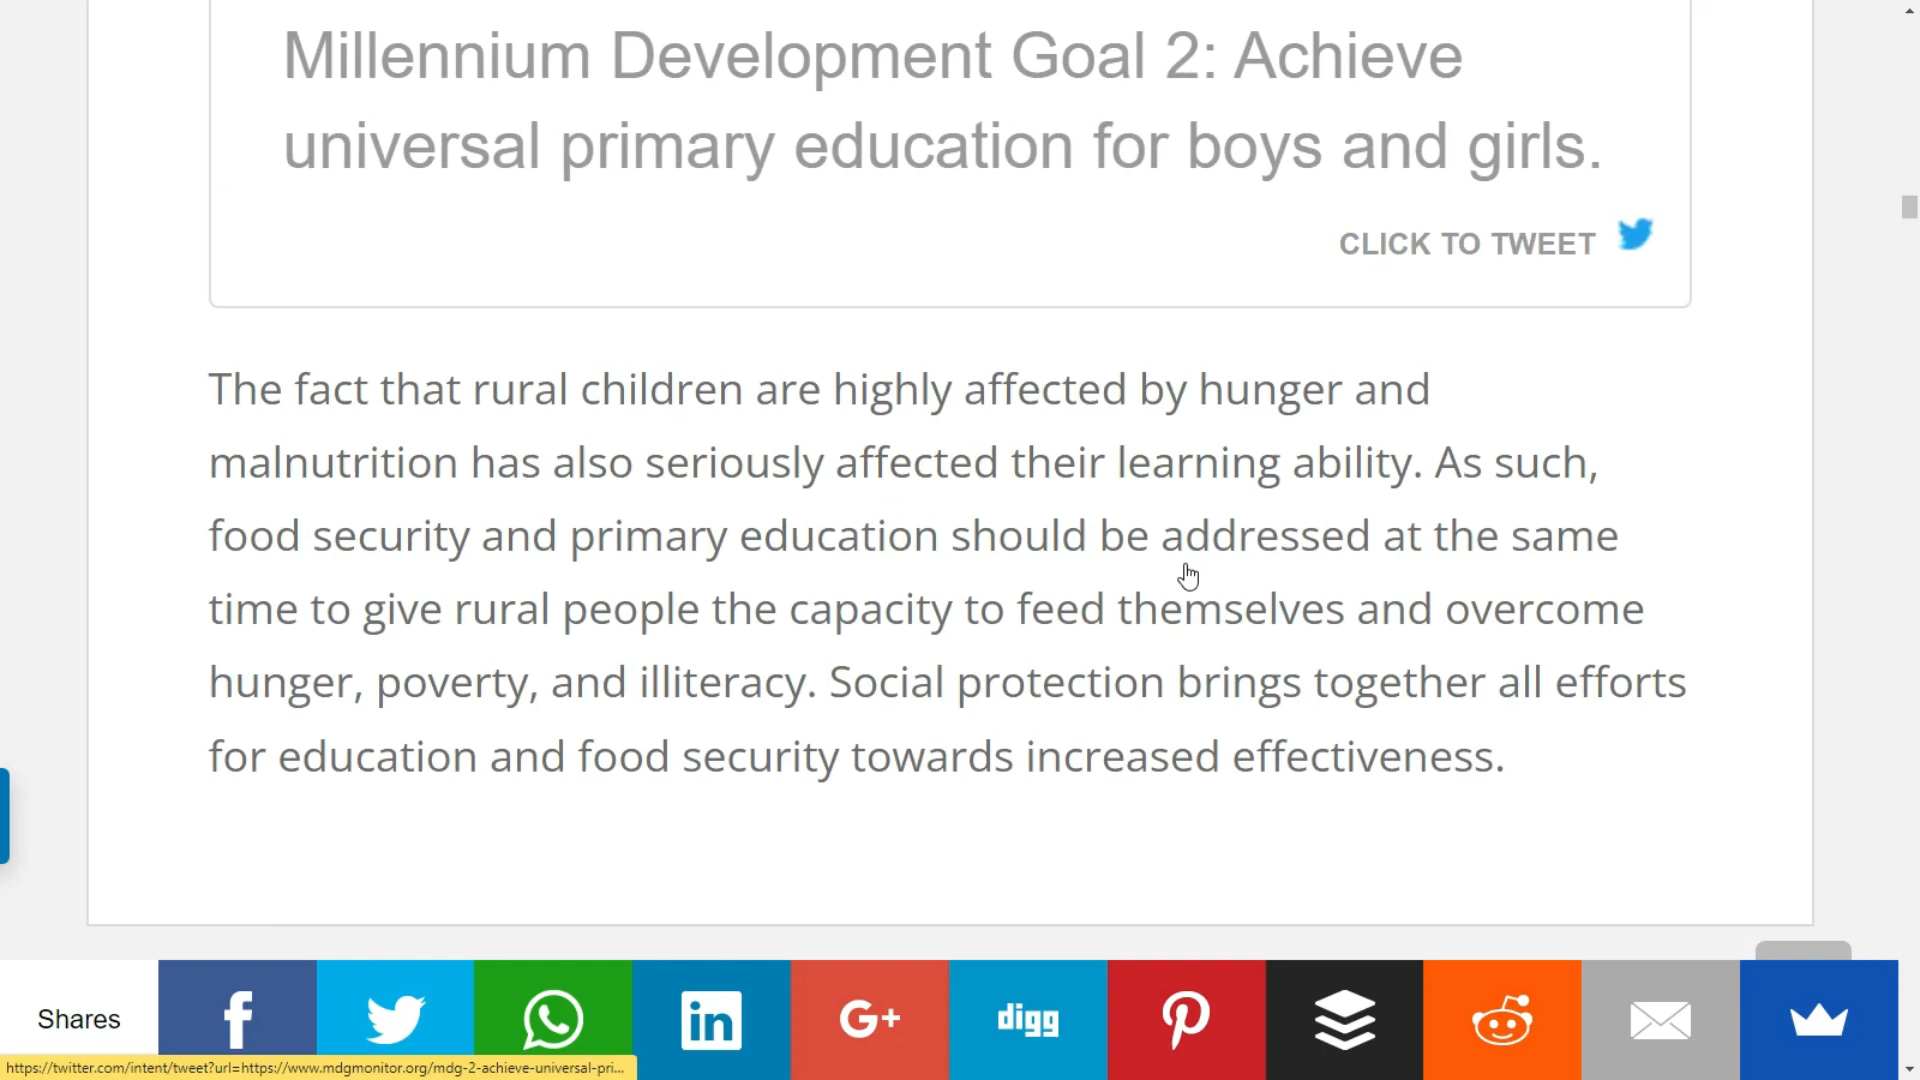 Millennium Development Goal 2: Achieve
universal primary education for boys and girls.
CLICK TO TWEET
The fact that rural children are highly affected by hunger and
malnutrition has also seriously affected their learning ability. As such,
food security and primary education should be addressed at the same
time to give rural people the capacity to feed themselves and overcome
hunger, poverty, and illiteracy. Social protection brings together all efforts
for education and food security towards increased effectiveness.
Shares
f
in
G+
digg
https://twitter.com/intent/tweet?url=https://www.mdgmonitor.org/mdg-2-achieve-universal-pri...